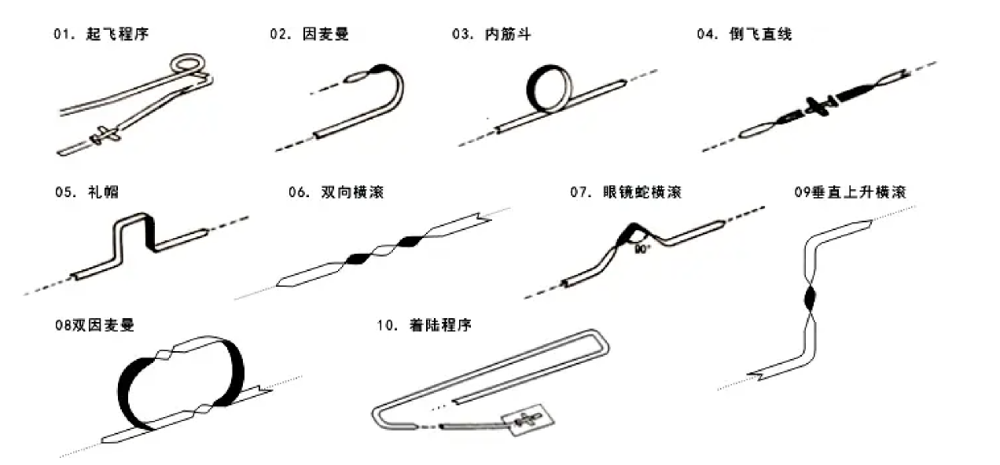 01. 起飞程序
02. 因麦曼
03. 内筋斗
04. 倒飞直线
05. 礼帽
06. 双向横滚
07. 眼镜蛇横滚
09垂直上升横滚
90°
08双因麦曼
10. 着陆程序